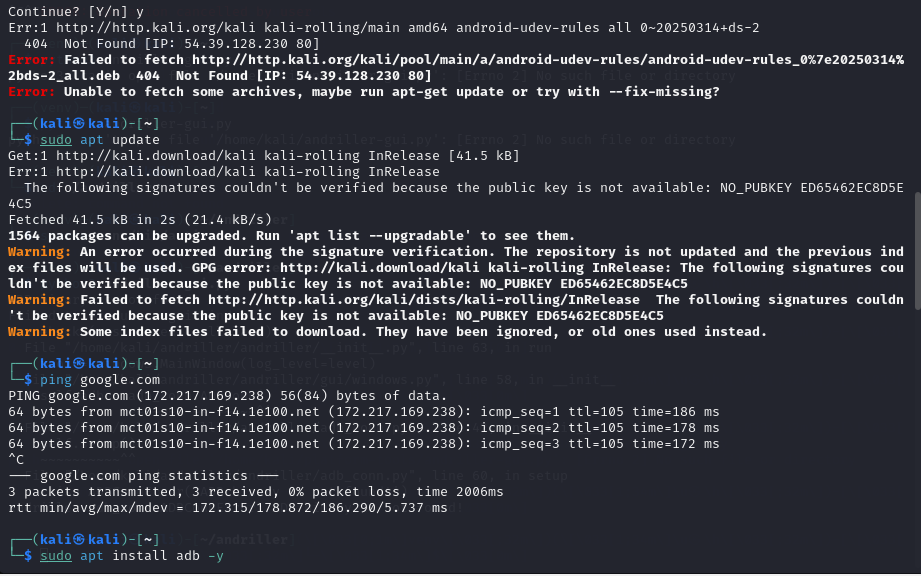 Continue? [Y/n] y
Err:1 http://http.kali.org/kali kali-rolling/main amd64 android-udev-rules all 0~20250314+ds-2
  404  Not Found [IP: 54.39.128.230 80]
Error: Failed to fetch http://http.kali.org/kali/pool/main/a/android-udev-rules/android-udev-rules_0%7e20250314%
2bds-2_all.deb  404  Not Found [IP: 54.39.128.230 80]
Error: Unable to fetch some archives, maybe run apt-get update or try with --fix-missing?
┌──(kali㉿kali)-[~]
└─$ sudo apt update
Get:1 http://kali.download/kali kali-rolling InRelease [41.5 kB]
Err:1 http://kali.download/kali kali-rolling InRelease
  The following signatures couldn't be verified because the public key is not available: NO_PUBKEY ED65462EC8D5E
4C5
Fetched 41.5 kB in 2s (21.4 kB/s)
1564 packages can be upgraded. Run 'apt list --upgradable' to see them.
Warning: An error occurred during the signature verification. The repository is not updated and the previous ind
ex files will be used. GPG error: http://kali.download/kali kali-rolling InRelease: The following signatures cou
ldn't be verified because the public key is not available: NO_PUBKEY ED65462EC8D5E4C5
Warning: Failed to fetch http://http.kali.org/kali/dists/kali-rolling/InRelease  The following signatures couldn
't be verified because the public key is not available: NO_PUBKEY ED65462EC8D5E4C5
Warning: Some index files failed to download. They have been ignored, or old ones used instead.
┌──(kali㉿kali)-[~]
└─$ ping google.com
PING google.com (172.217.169.238) 56(84) bytes of data.
64 bytes from mct01s10-in-f14.1e100.net (172.217.169.238): icmp_seq=1 ttl=105 time=186 ms
64 bytes from mct01s10-in-f14.1e100.net (172.217.169.238): icmp_seq=2 ttl=105 time=178 ms
64 bytes from mct01s10-in-f14.1e100.net (172.217.169.238): icmp_seq=3 ttl=105 time=172 ms
^C
--- google.com ping statistics ---
3 packets transmitted, 3 received, 0% packet loss, time 2006ms
rtt min/avg/max/mdev = 172.315/178.872/186.290/5.737 ms
┌──(kali㉿kali)-[~]
└─$ sudo apt install adb -y